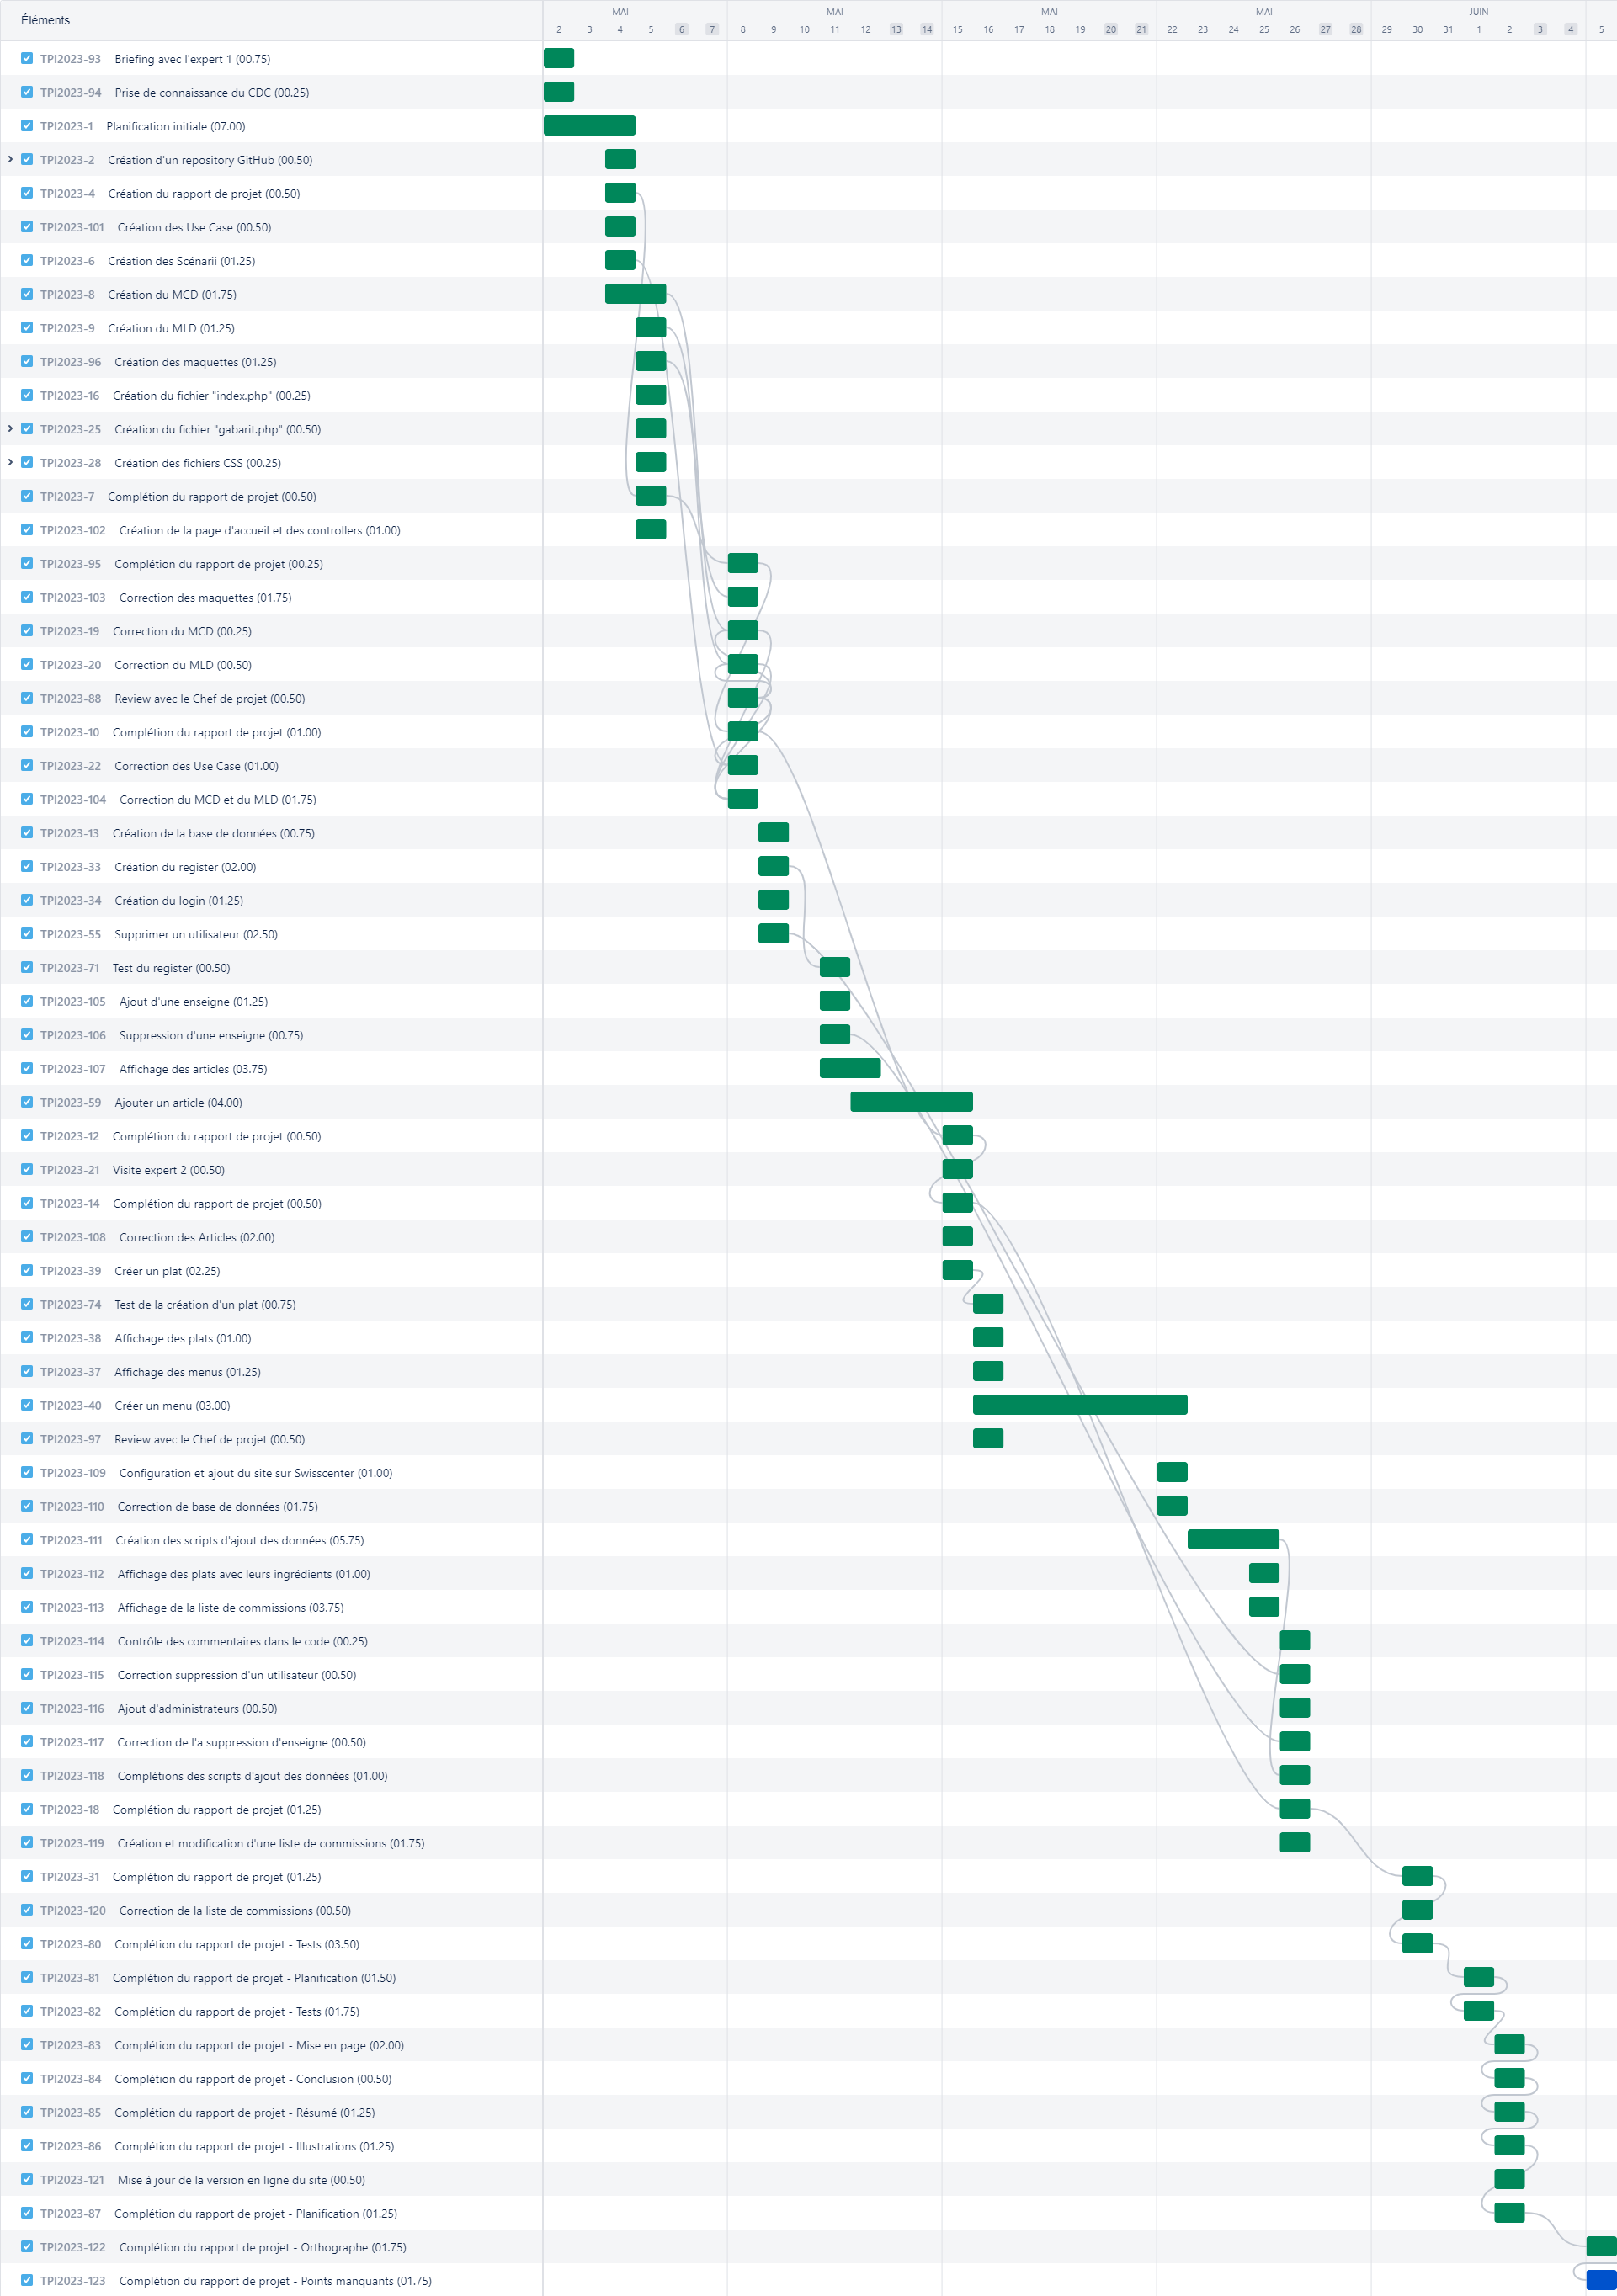 MAI MAI MAI MAI JUIN
Éléments
2 3 4 5 6 7 8 9 10 11 12 13 14 15 16 17 18 19 20 21 22 23 24 25 26 27 28 29 30 31 1 2 3 4 5
TPI2023-93 Briefing avec l'expert 1 (00.75)
TPI2023-94 Prise de connaissance du CDC (00.25)
TPI2023-1 Planification initiale (07.00)
TPI2023-2 Création d'un repository GitHub (00.50)
TPI2023-4 Création du rapport de projet (00.50)
TPI2023-101 Création des Use Case (00.50)
TPI2023-6 Création des Scénarii (01.25)
TPI2023-8 Création du MCD (01.75)
TPI2023-9 Création du MLD (01.25)
TPI2023-96 Création des maquettes (01.25)
TPI2023-16 Création du fichier "index.php" (00.25)
TPI2023-25 Création du fichier "gabarit.php" (00.50)
TPI2023-28 Création des fichiers CSS (00.25)
TPI2023-7 Complétion du rapport de projet (00.50)
TPI2023-102 Création de la page d'accueil et des controllers (01.00)
TPI2023-95 Complétion du rapport de projet (00.25)
TPI2023-103 Correction des maquettes (01.75)
TPI2023-19 Correction du MCD (00.25)
TPI2023-20 Correction du MLD (00.50)
TPI2023-88 Review avec le Chef de projet (00.50)
TPI2023-10 Complétion du rapport de projet (01.00)
TPI2023-22 Correction des Use Case (01.00)
TPI2023-104 Correction du MCD et du MLD (01.75)
TPI2023-13 Création de la base de données (00.75)
TPI2023-33 Création du register (02.00)
TPI2023-34 Création du login (01.25)
TPI2023-55 Supprimer un utilisateur (02.50)
TPI2023-71 Test du register (00.50)
TPI2023-105 Ajout d'une enseigne (01.25)
TPI2023-106 Suppression d'une enseigne (00.75)
TPI2023-107 Affichage des articles (03.75)
TPI2023-59 Ajouter un article (04.00)
TPI2023-12 Complétion du rapport de projet (00.50)
TPI2023-21 Visite expert 2 (00.50)
TPI2023-14 Complétion du rapport de projet (00.50)
TPI2023-108 Correction des Articles (02.00)
TPI2023-39 Créer un plat (02.25)
TPI2023-74 Test de la création d'un plat (00.75)
TPI2023-38 Affichage des plats (01.00)
TPI2023-37 Affichage des menus (01.25)
TPI2023-40 Créer un menu (03.00)
TPI2023-97 Review avec le Chef de projet (00.50)
TPI2023-109 Configuration et ajout du site sur Swisscenter (01.00)
TPI2023-110 Correction de base de données (01.75)
TPI2023-111 Création des scripts d'ajout des données (05.75)
TPI2023-112 Affichage des plats avec leurs ingrédients (01.00)
TPI2023-113 Affichage de la liste de commissions (03.75)
TPI2023-114 Contrôle des commentaires dans le code (00.25)
TPI2023-115 Correction suppression d'un utilisateur (00.50)
TPI2023-116 Ajout d'administrateurs (00.50)
TPI2023-117 Correction de l'a suppression d'enseigne (00.50)
TPI2023-118 Complétions des scripts d'ajout des données (01.00)
TPI2023-18 Complétion du rapport de projet (01.25)
TPI2023-119 Création et modification d'une liste de commissions (01.75)
TPI2023-31 Complétion du rapport de projet (01.25)
TPI2023-120 Correction de la liste de commissions (00.50)
TPI2023-80 Complétion du rapport de projet - Tests (03.50)
TPI2023-81 Complétion du rapport de projet - Planification (01.50)
TPI2023-82 Complétion du rapport de projet - Tests (01.75)
TPI2023-83 Complétion du rapport de projet - Mise en page (02.00)
TPI2023-84 Complétion du rapport de projet - Conclusion (00.50)
TPI2023-85 Complétion du rapport de projet - Résumé (01.25)
TPI2023-86 Complétion du rapport de projet - Illustrations (01.25)
TPI2023-121 Mise à jour de la version en ligne du site (00.50)
TPI2023-87 Complétion du rapport de projet - Planification (01.25)
TPI2023-122 Complétion du rapport de projet - Orthographe (01.75)
TPI2023-123 Complétion du rapport de projet - Points manquants (01.75)